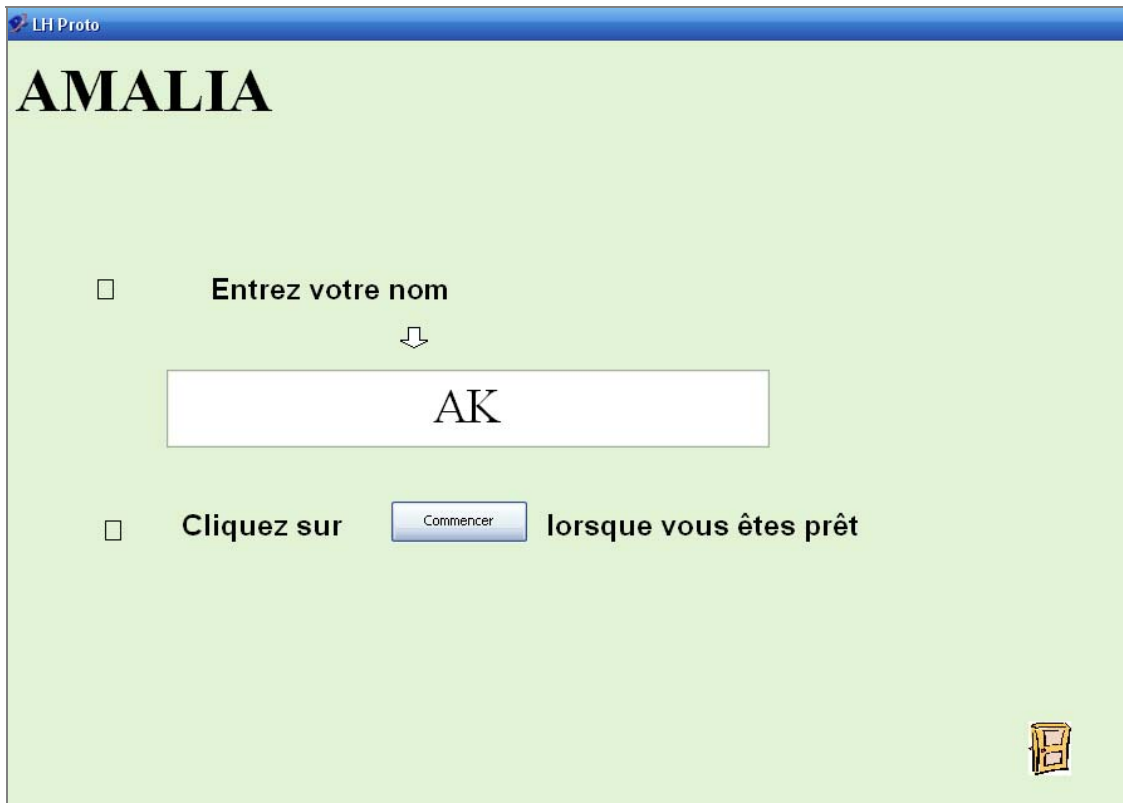 LH Proto
AMALIA
Entrez votre nom
AK
Cliquez sur Commencer lorsque vous êtes prêt